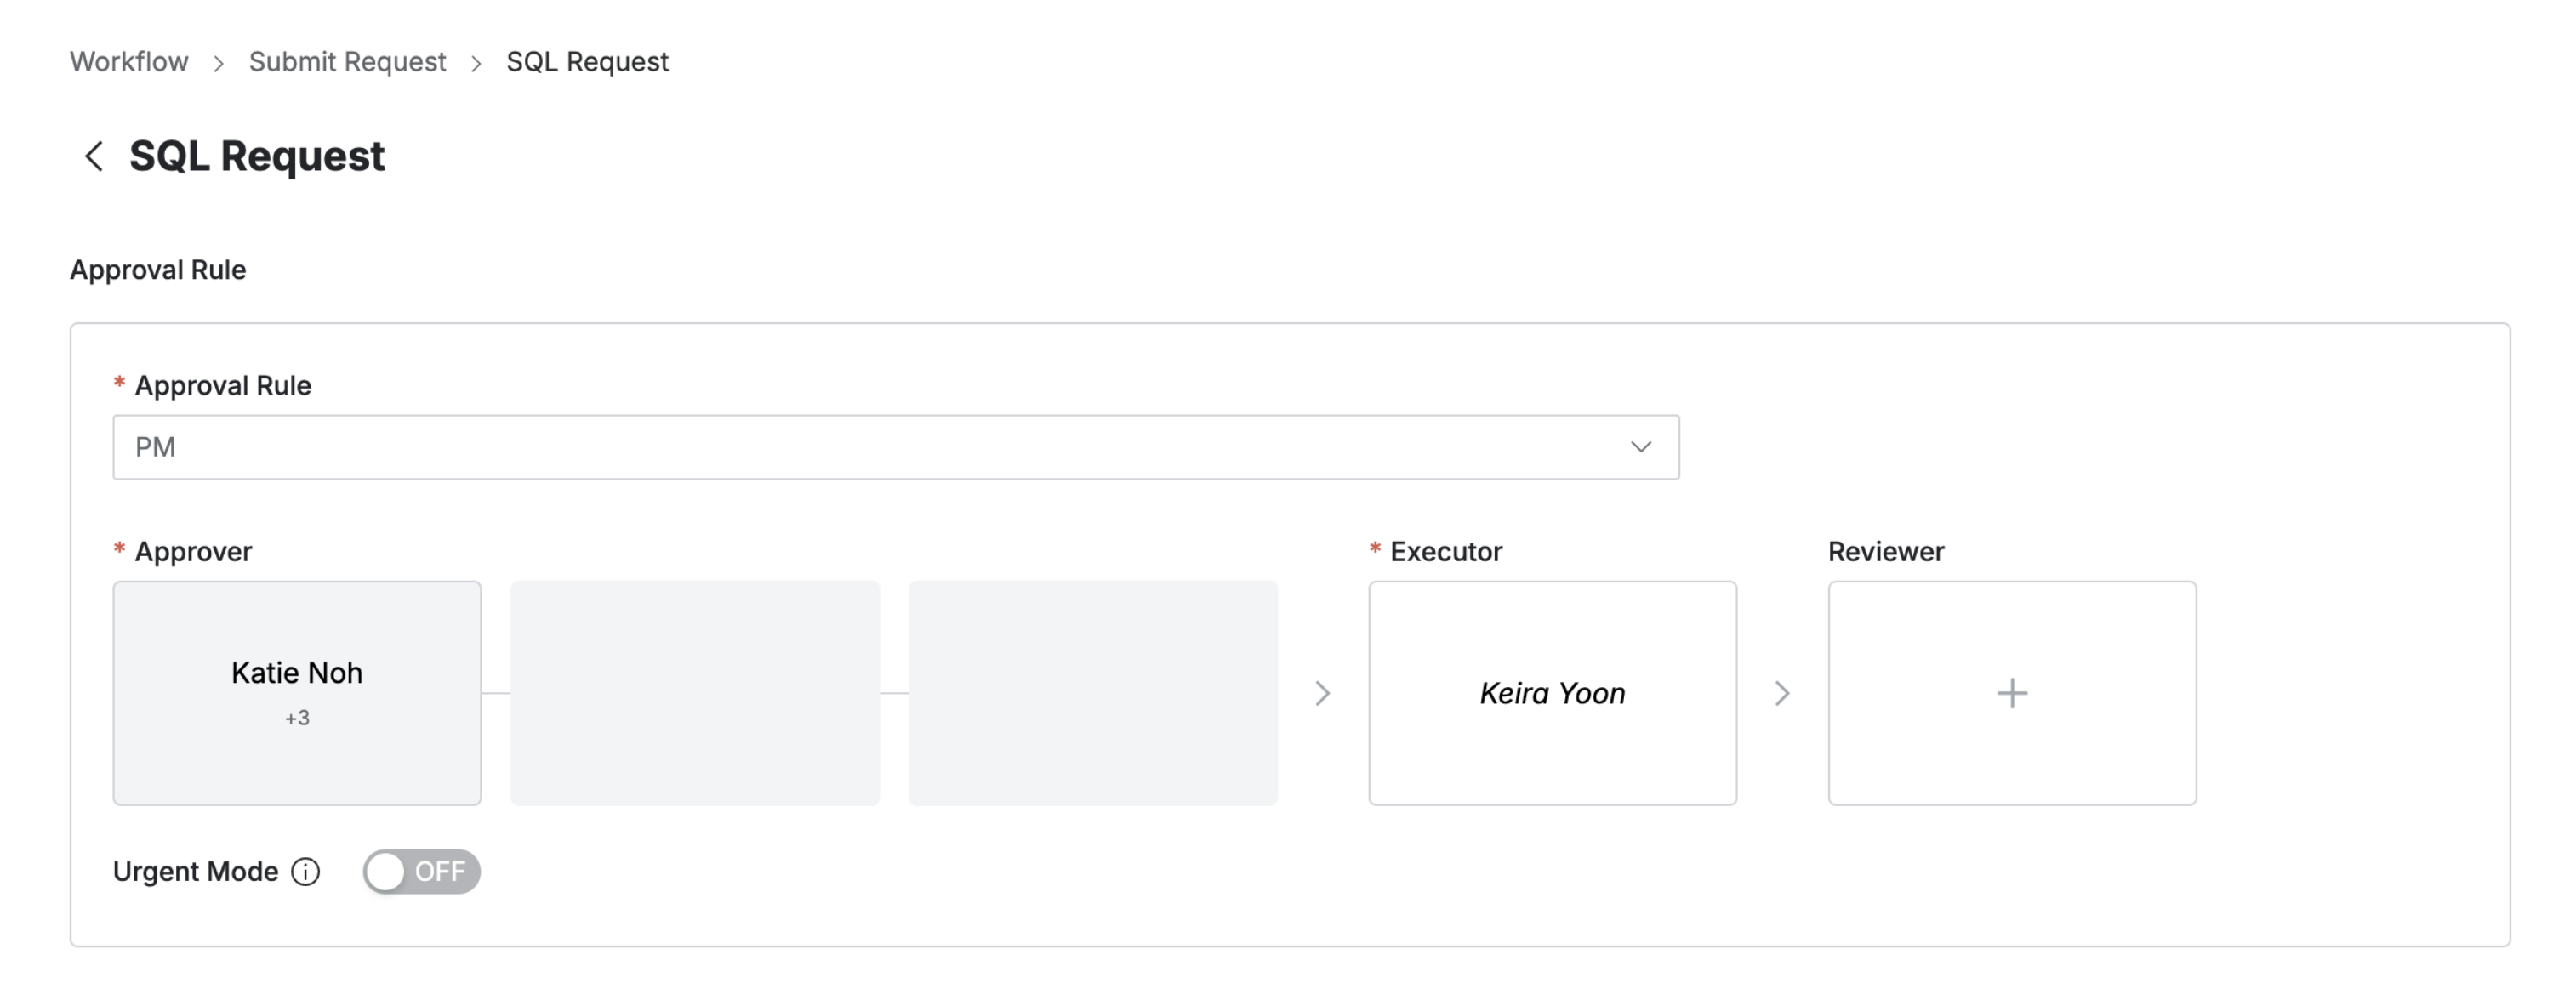 Workflow > Submit Request > SQL Request
SQL Request
Approval Rule
* Approval Rule
PM
* Approver
* Executor
Reviewer
Katie Noh
+3
Keira Yoon
Urgent Mode
OFF